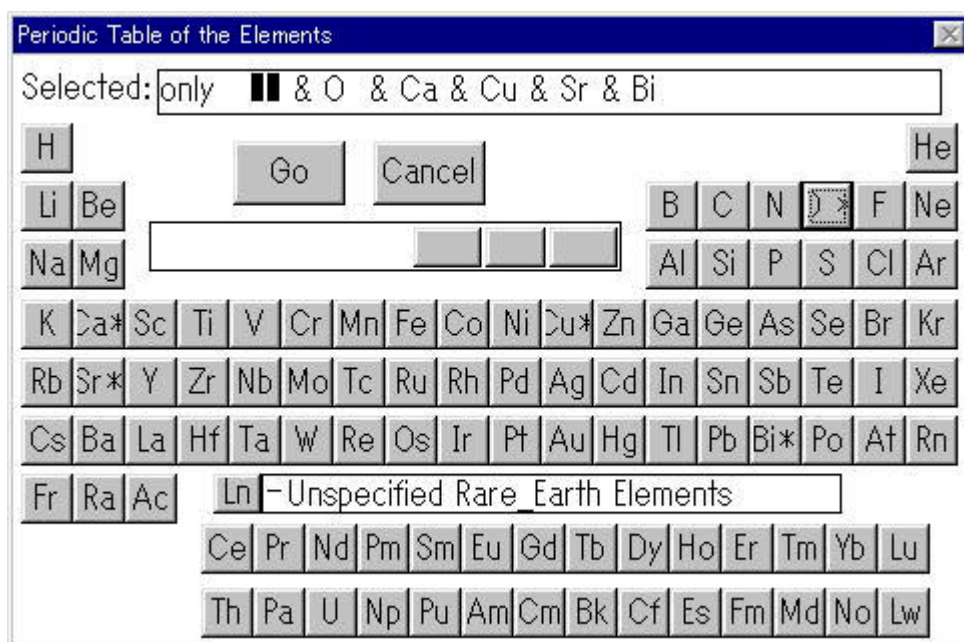 Periodic Table of the Elements
Selected: only & O & Ca & Cu & Sr & Bi
H He
Go Cancel
Li Be B C N F Ne
Na Mg Al Si P S Cl Ar
K Ca* Sc Ti V Cr Mn Fe Co Ni Cu* Zn Ga Ge As Se Br Kr
Rb Sr* Y Zr Nb Mo Tc Ru Rh Pd Ag Cd In Sn Sb Te I Xe
Cs Ba La Hf Ta W Re Os Ir Pt Au Hg Tl Pb Bi* Po At Rn
Fr Ra Ac Ln -Unspecified Rare_Earth Elements
Ce Pr Nd Pm Sm Eu Gd Tb Dy Ho Er Tm Yb Lu
Th Pa U Np Pu Am Cm Bk Cf Es Fm Md No Lw